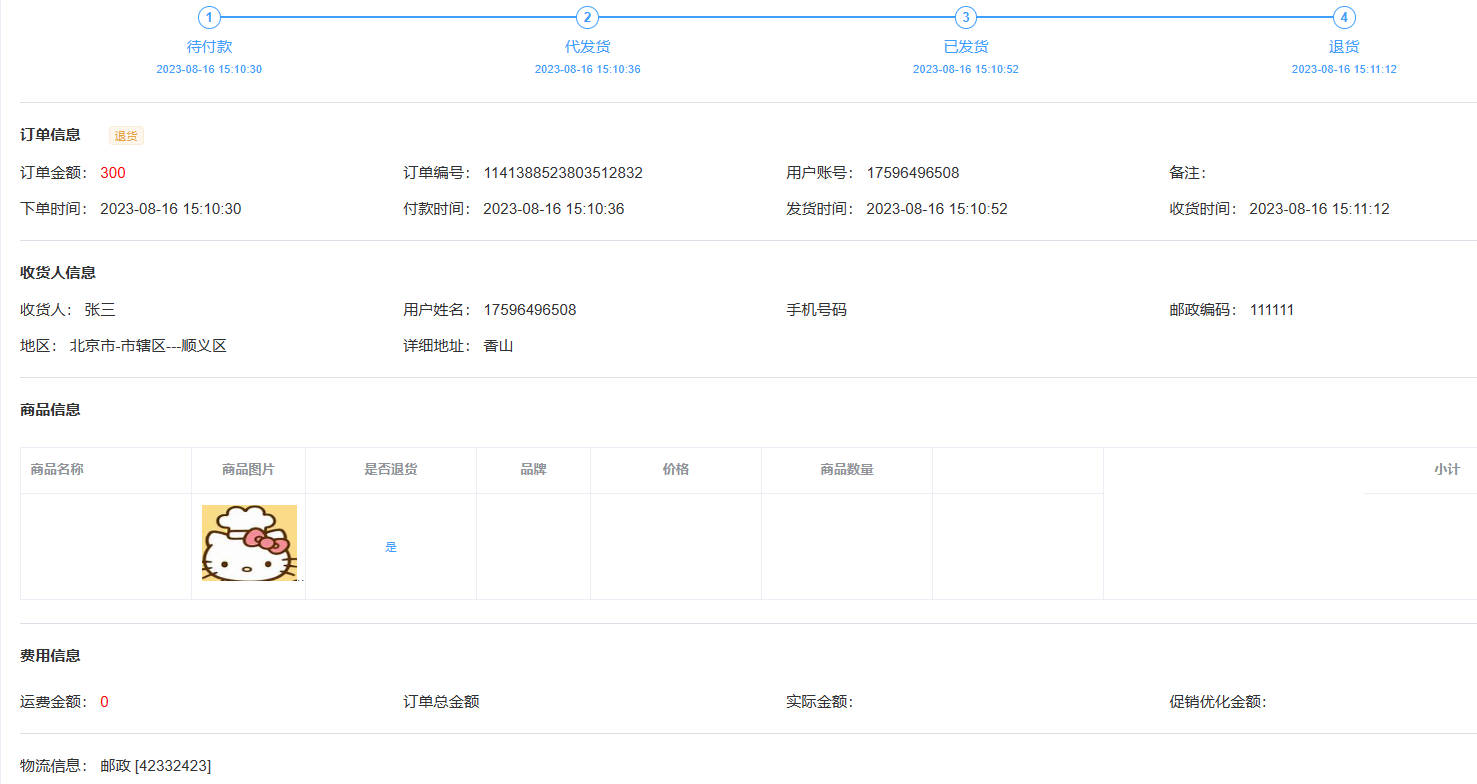 1 2 3 4
待付款 代发货 已发货 退货
2023-08-16 15:10:30 2023-08-16 15:10:36 2023-08-16 15:10:52 2023-08-16 15:11:12
订单信息 退货
订单金额： 300 订单编号： 1141388523803512832 用户账号： 17596496508 备注：
下单时间： 2023-08-16 15:10:30 付款时间： 2023-08-16 15:10:36 发货时间： 2023-08-16 15:10:52 收货时间： 2023-08-16 15:11:12
收货人信息
收货人： 张三 用户姓名： 17596496508 手机号码 邮政编码： 111111
地区： 北京市-市辖区---顺义区 详细地址： 香山
商品信息
商品名称 商品图片 是否退货 品牌 价格 商品数量 小计
是
费用信息
运费金额： 0 订单总金额 实际金额： 促销优化金额：
物流信息： 邮政 [42332423]